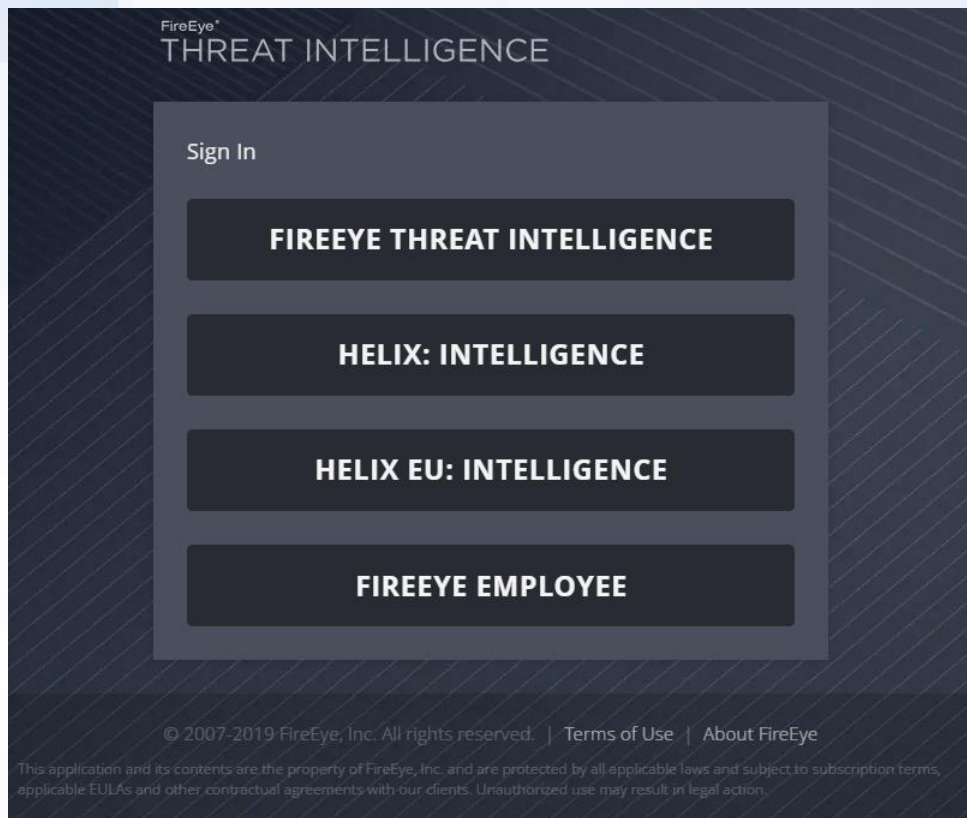 FireEye®
THREAT INTELLIGENCE
Sign In
FIREEYE THREAT INTELLIGENCE
HELIX: INTELLIGENCE
HELIX EU: INTELLIGENCE
FIREEYE EMPLOYEE
© 2007-2019 FireEye, Inc. All rights reserved. | Terms of Use | About FireEye
This application and its contents are the property of FireEye, Inc. and are protected by all applicable laws and subject to subscription terms,
applicable EULAs and other contractual agreements with our clients. Unauthorized use may result in legal action.